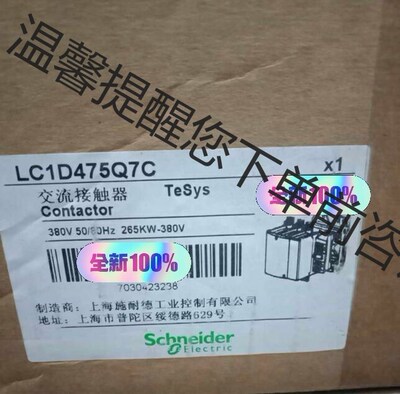 温馨提醒您下单前咨
LC1D475Q7C
x1
交流接触器 TeSys
Contactor
全新100%
380V 50/60Hz 265KW-380V
全新100%
7030423238
制造商: 上海施耐德工业控制有限公司
地址: 上海市普陀区绥德路629号
Schneider
Electric